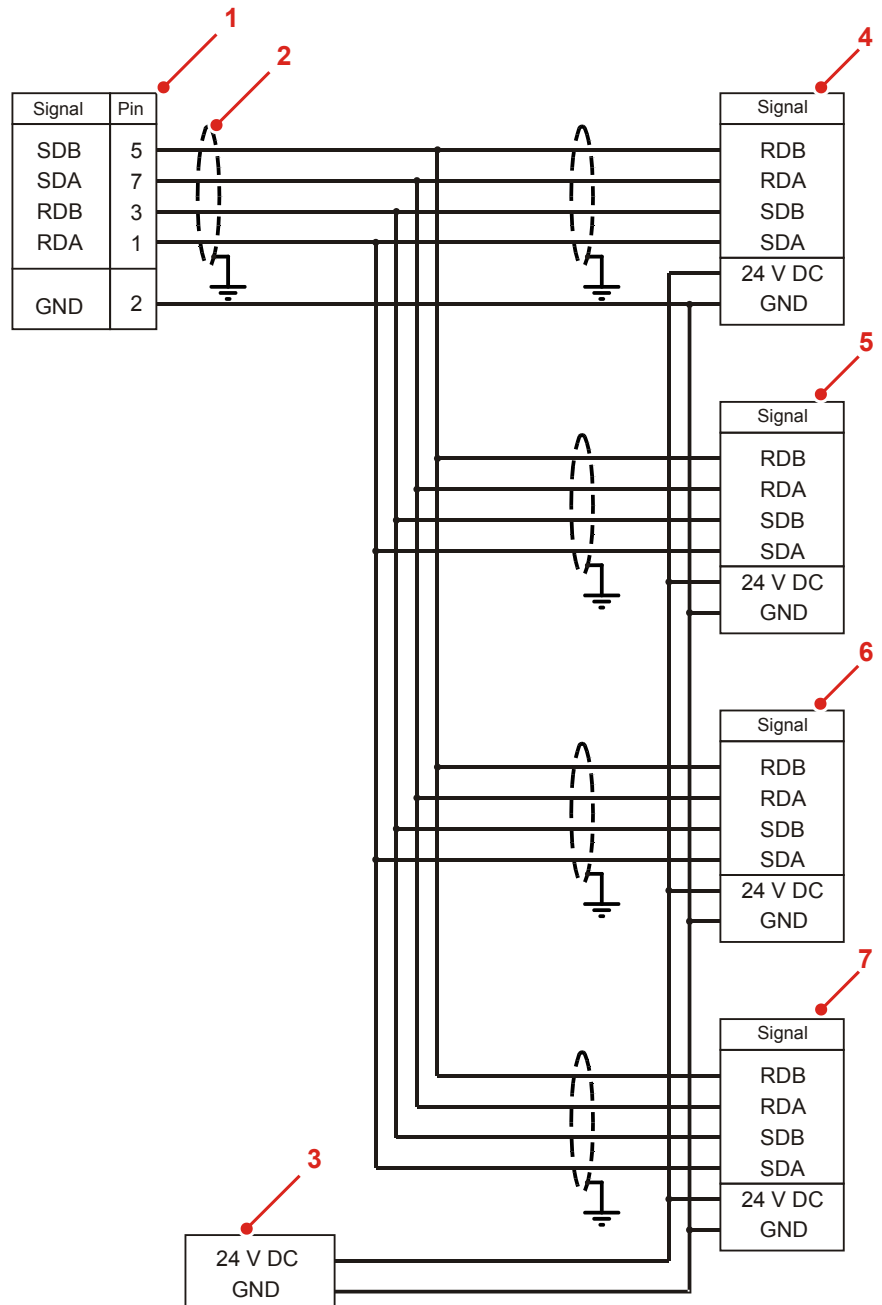 1
2
4
Signal Pin
SDB 5
SDA 7
RDB 3
RDA 1
GND 2
Signal
RDB
RDA
SDB
SDA
24 V DC
GND
5
Signal
RDB
RDA
SDB
SDA
24 V DC
GND
6
Signal
RDB
RDA
SDB
SDA
24 V DC
GND
7
Signal
RDB
RDA
SDB
SDA
24 V DC
GND
3
24 V DC
GND